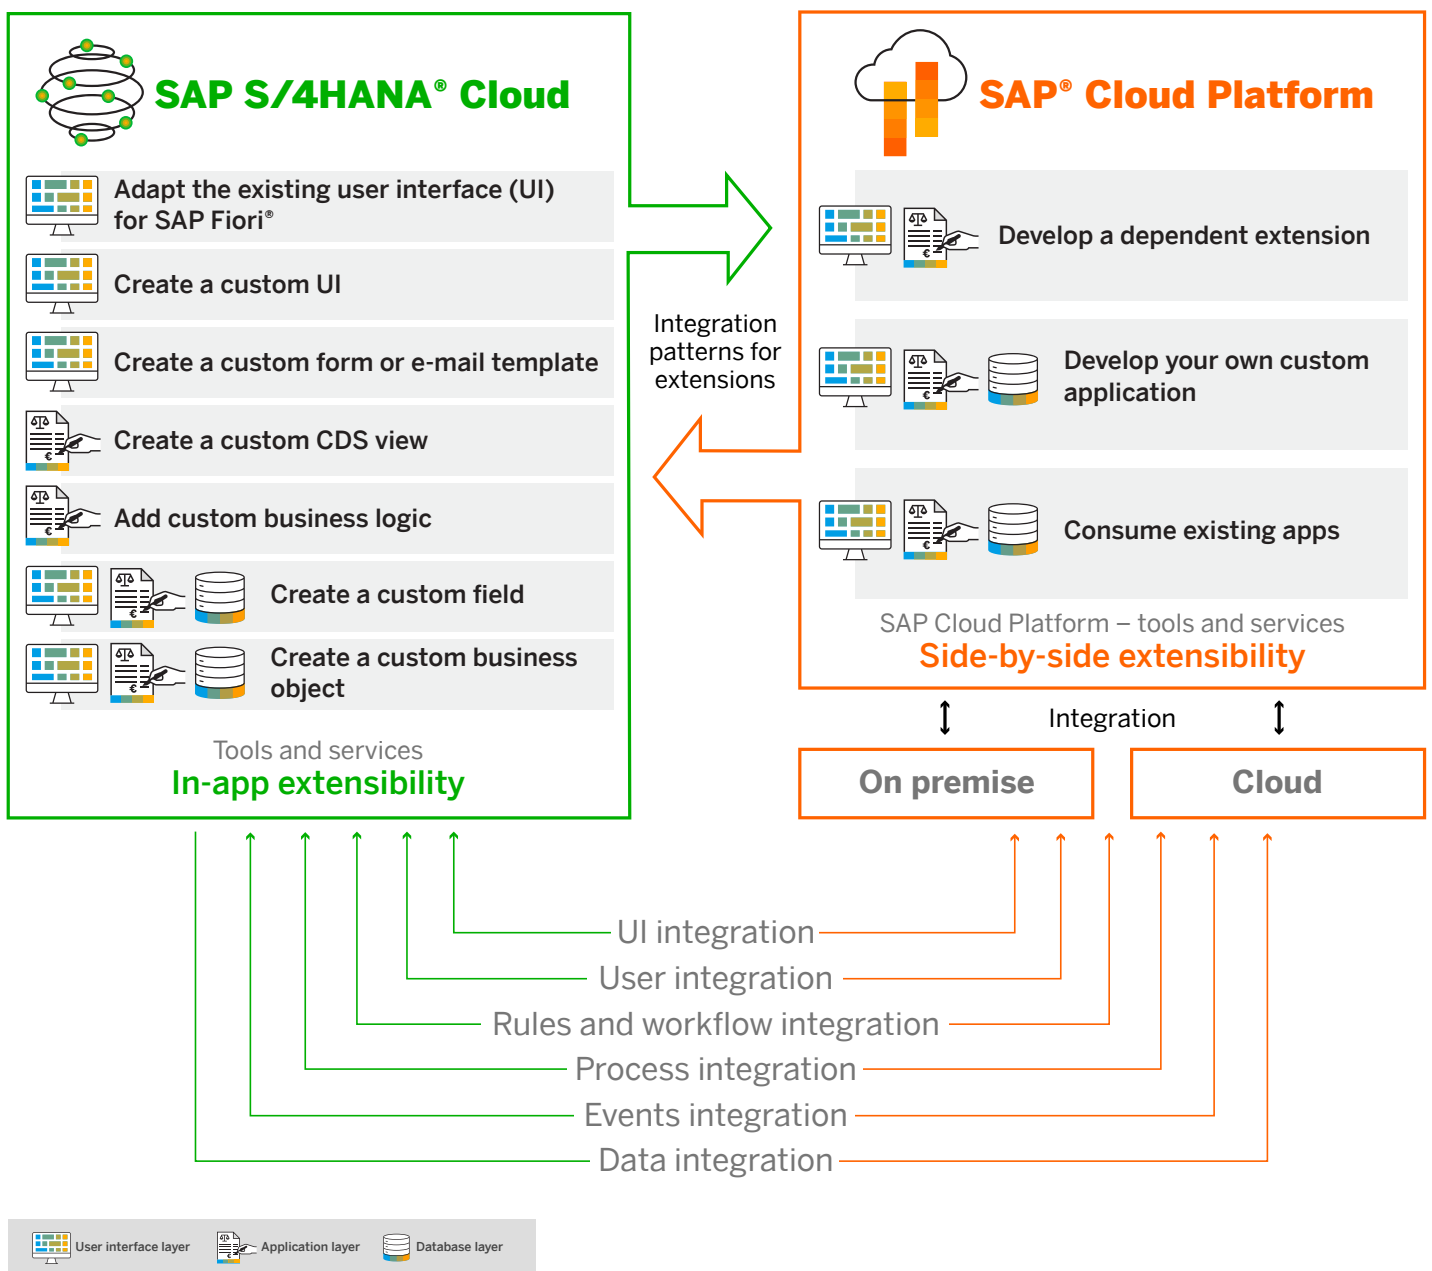 SAP S/4HANA® Cloud
Adapt the existing user interface (UI)
for SAP Fiori®
Create a custom UI
Create a custom form or e-mail template
Create a custom CDS view
Add custom business logic
Create a custom field
Create a custom business
object
Tools and services
In-app extensibility
Integration
patterns for
extensions
SAP® Cloud Platform
Develop a dependent extension
Develop your own custom
application
Consume existing apps
SAP Cloud Platform – tools and services
Side-by-side extensibility
Integration
On premise
Cloud
UI integration
User integration
Rules and workflow integration
Process integration
Events integration
Data integration
User interface layer
Application layer
Database layer